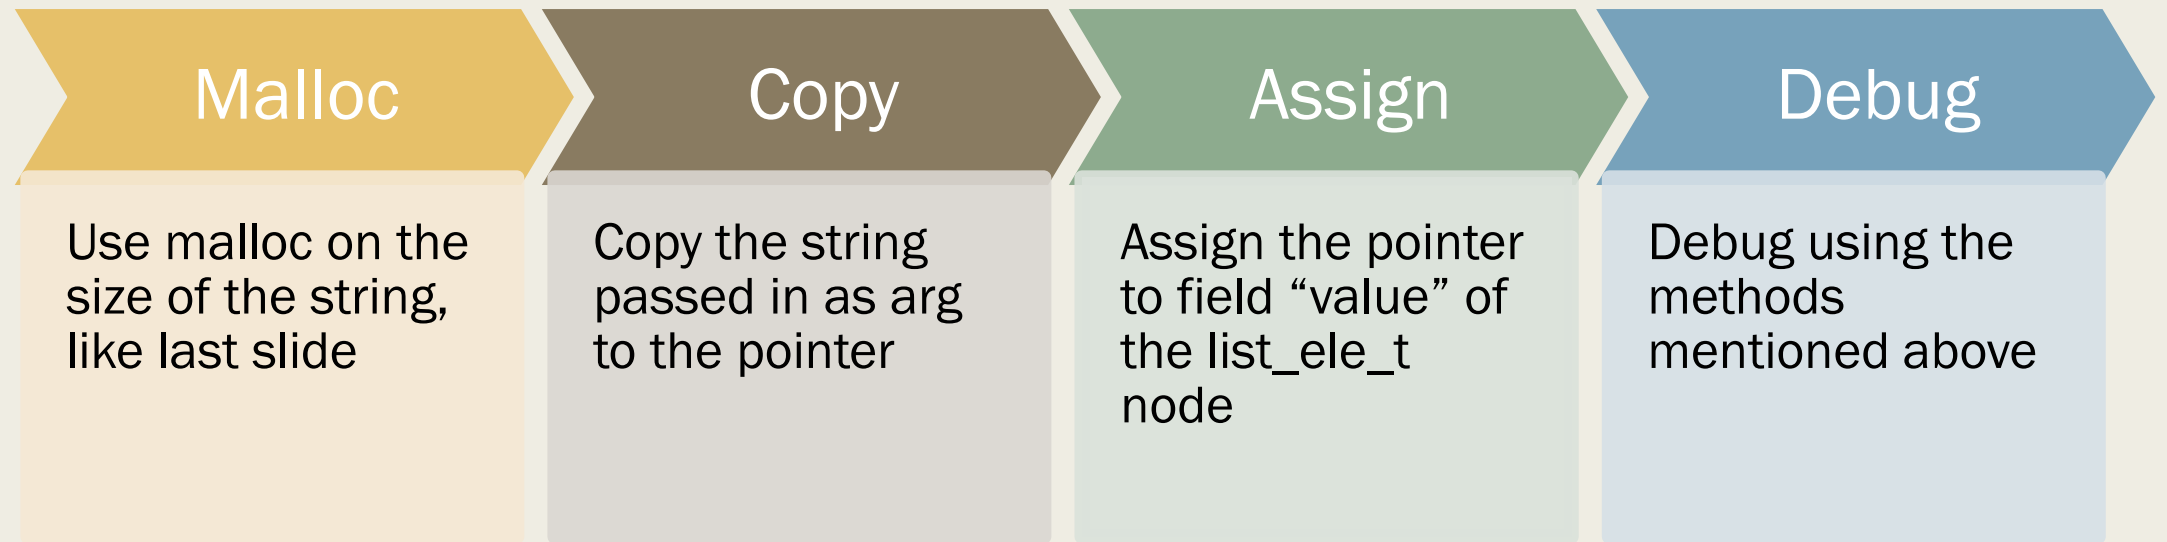 Malloc
Use malloc on the
size of the string,
like last slide
Copy
Copy the string
passed in as arg
to the pointer
Assign
Assign the pointer
to field “value” of
the list_ele_t
node
Debug
Debug using the
methods
mentioned above